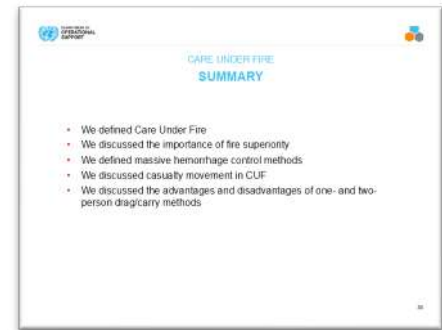 OPERATIONAL
SUPPORT
CARE UNDER FIRE
SUMMARY
• We defined Care Under Fire
• We discussed the importance of fire superiority
• We defined massive hemorrhage control methods
• We discussed casualty movement in CUF
• We discussed the advantages and disadvantages of one- and two-
person drag/carry methods